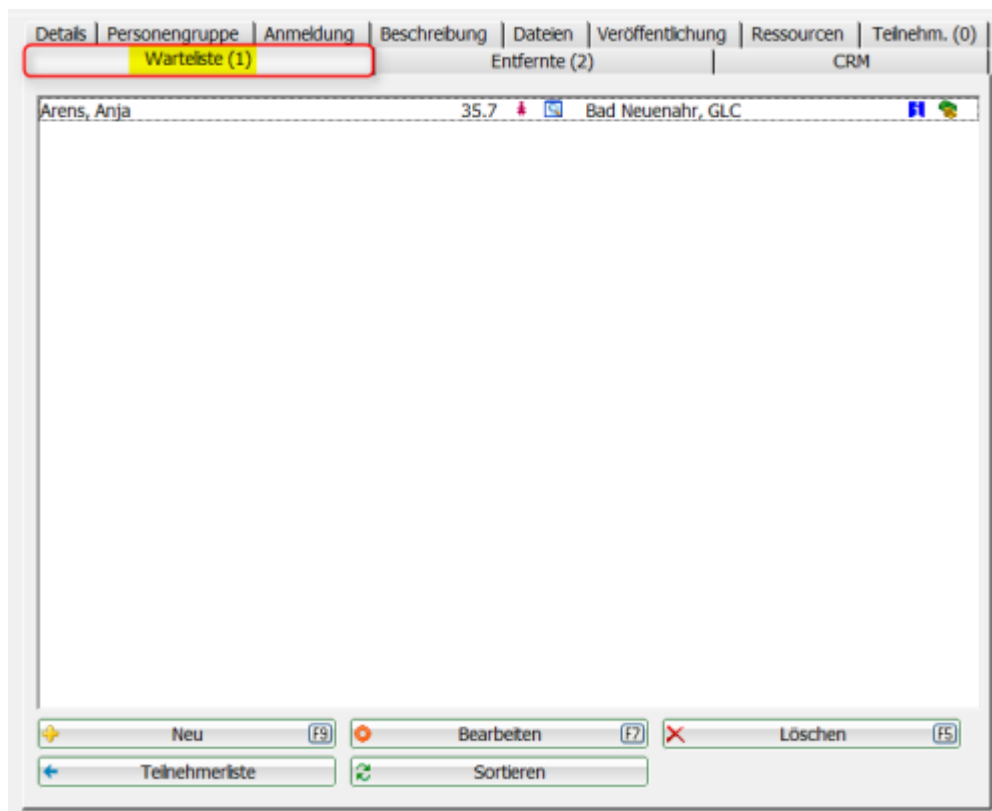 Details Personengruppe Anmeldung Beschreibung Dateien Veröffentlichung Ressourcen Teilnehm. (0)
Warteliste (1) Entfernte (2) CRM
Arens, Anja 35.7 Bad Neuenahr, GLC
Neu F9 Bearbeiten F7 Löschen F5
Teilnehmerliste Sortieren